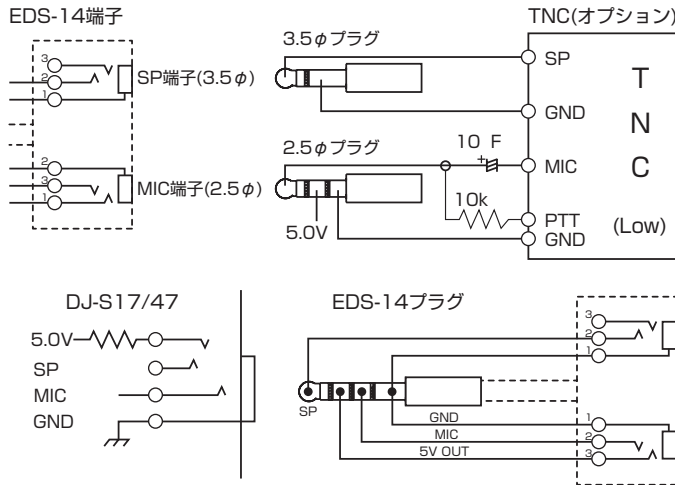 EDS-14端子
TNC(オプション)
3.5φプラグ
3
2
1
SP端子(3.5φ)
SP
GND
T
N
C
(Low)
2.5φプラグ
10 F
+
MIC
2
3
1
MIC端子(2.5φ)
10k
PTT
GND
5.0V
DJ-S17/47
5.0V
SP
MIC
GND
EDS-14プラグ
3
2
1
SP
GND
1
MIC
2
5V OUT
3